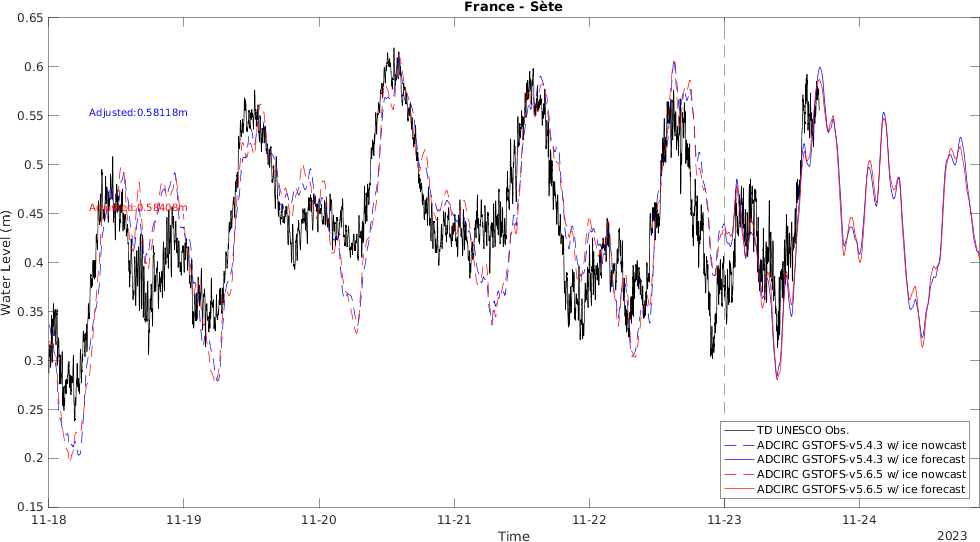 France - Sète
0.65
0.6
0.55
0.5
0.45
0.4
0.35
0.3
0.25
0.2
0.15
Water Level (m)
Adjusted:0.58118m
Adjusted:0.58408m
TD UNESCO Obs.
ADCIRC GSTOFS-v5.4.3 w/ ice nowcast
ADCIRC GSTOFS-v5.4.3 w/ ice forecast
ADCIRC GSTOFS-v5.6.5 w/ ice nowcast
ADCIRC GSTOFS-v5.6.5 w/ ice forecast
11-18 11-19 11-20 11-21 11-22 11-23 11-24
Time
2023